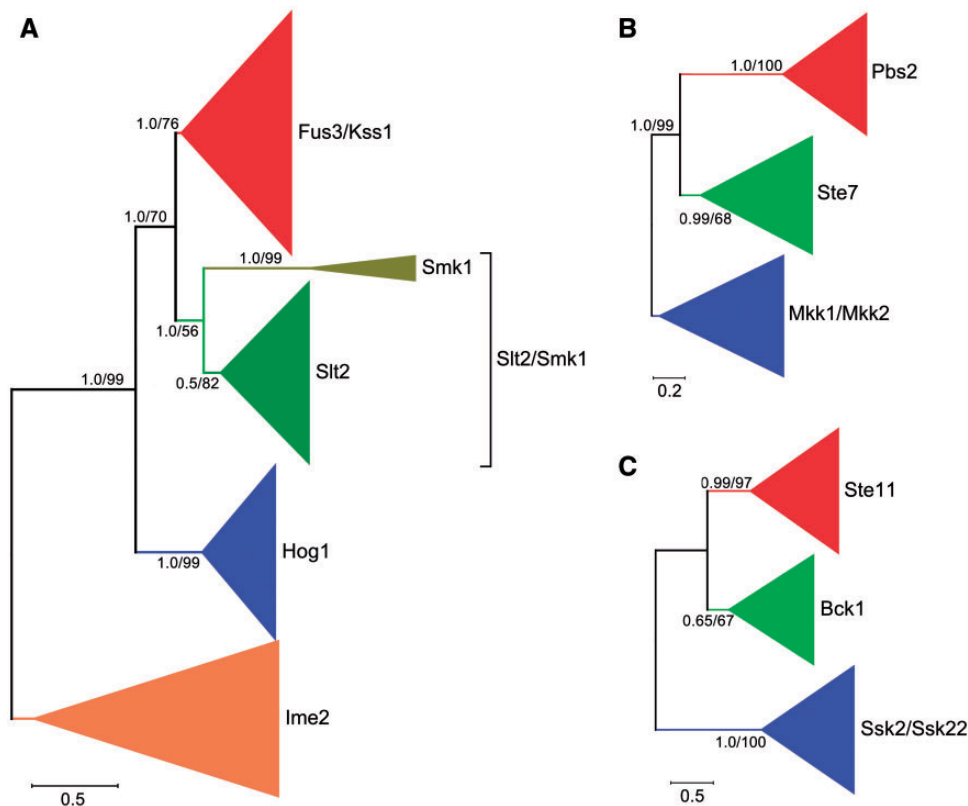 A
1.0/76
Fus3/Kss1
1.0/70
1.0/99
Smk1
1.0/56
Slt2/Smk1
Slt2
0.5/82
1.0/99
Hog1
1.0/99
Ime2
0.5
B
1.0/100
Pbs2
1.0/99
Ste7
0.99/68
Mkk1/Mkk2
0.2
C
0.99/97
Ste11
Bck1
0.65/67
Ssk2/Ssk22
1.0/100
0.5